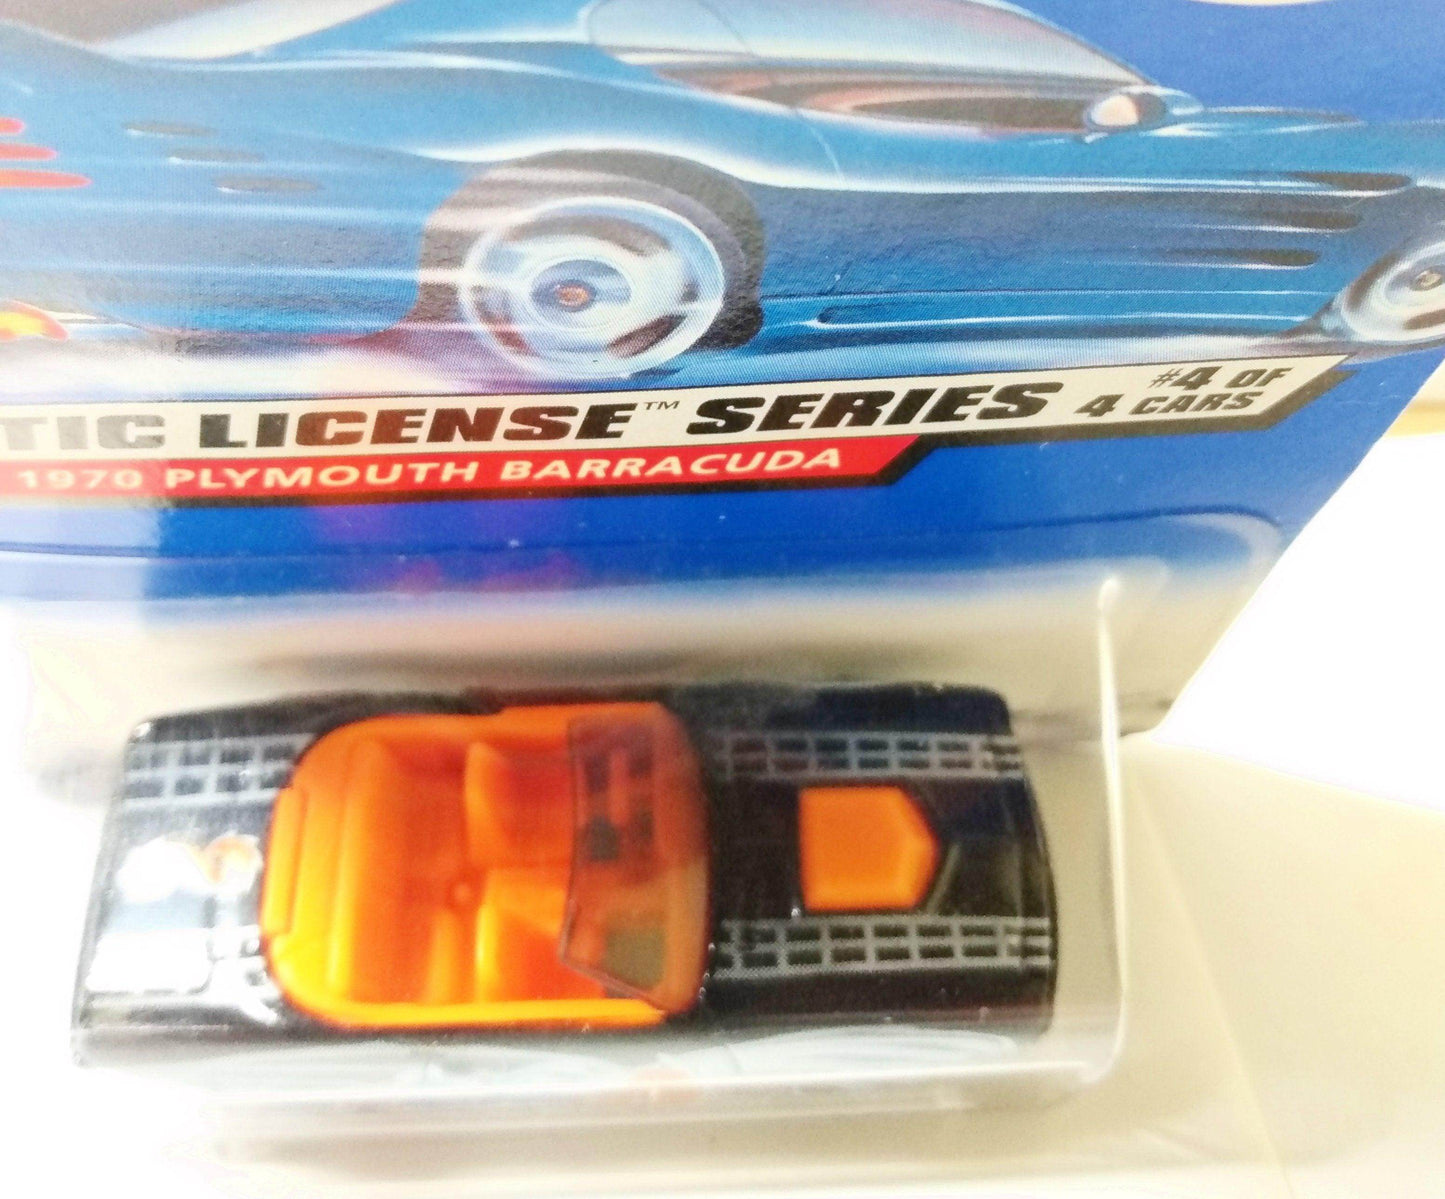 TIC LICENSE™ SERIES #4 OF
4 CARS
1970 PLYMOUTH BARRACUDA